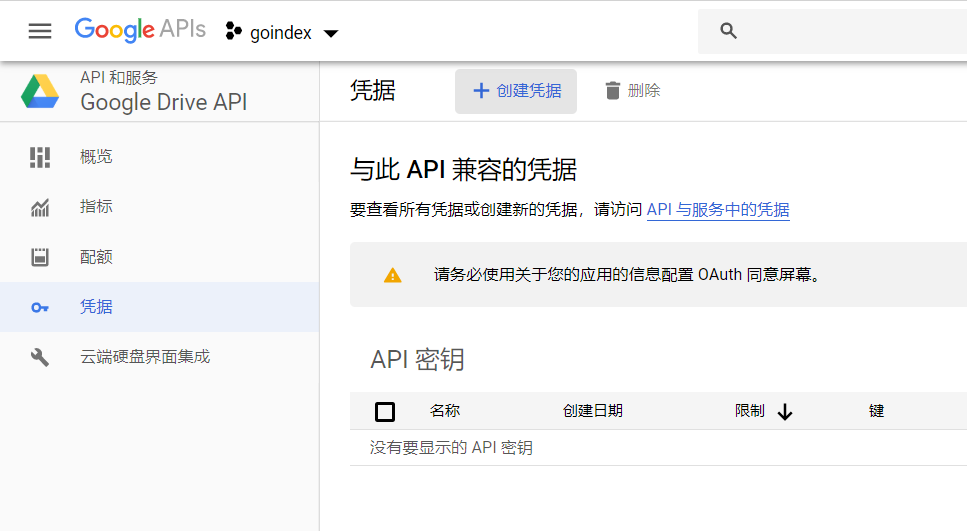 Google APIs goindex
API 和服务
Google Drive API
凭据
创建凭据
删除
概览
指标
配额
凭据
云端硬盘界面集成
与此 API 兼容的凭据
要查看所有凭据或创建新的凭据，请访问 API 与服务中的凭据
请务必使用关于您的应用的信息配置 OAuth 同意屏幕。
API 密钥
名称 创建日期 限制 键
没有要显示的 API 密钥